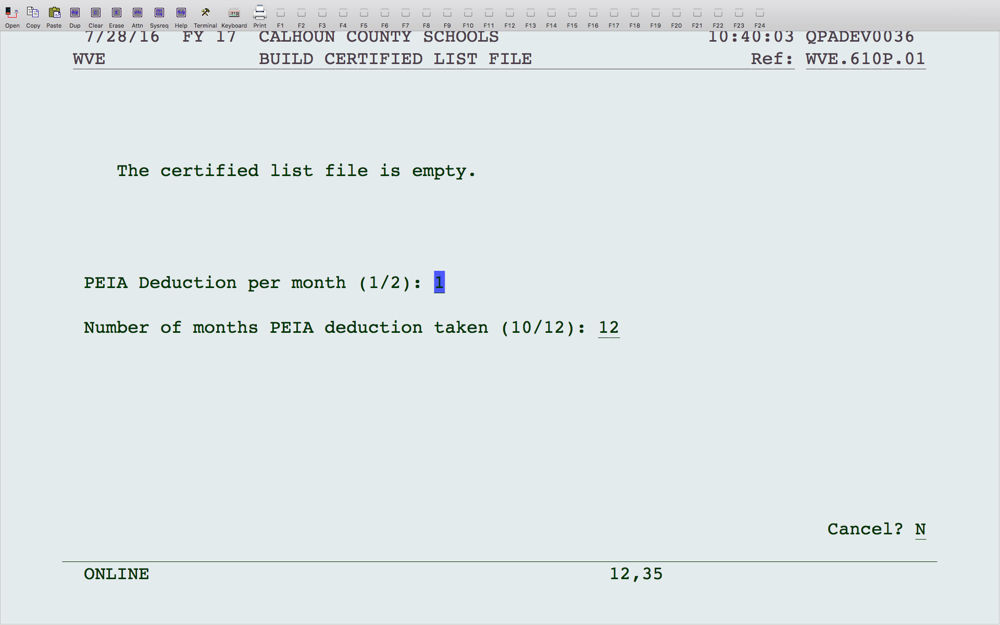 Open Copy Paste Dup Clear Erase Attn Sysreq Help Terminal Keyboard Print F1 F2 F3 F4 F5 F6 F7 F8 F9 F10 F11 F12 F13 F14 F15 F16 F17 F18 F19 F20 F21 F22 F23 F24
7/28/16 FY 17 CALHOUN COUNTY SCHOOLS 10:40:03 QPADEV0036
WVE BUILD CERTIFIED LIST FILE Ref: WVE.610P.01
The certified list file is empty.
PEIA Deduction per month (1/2): 1
Number of months PEIA deduction taken (10/12): 12
Cancel? N
ONLINE 12,35